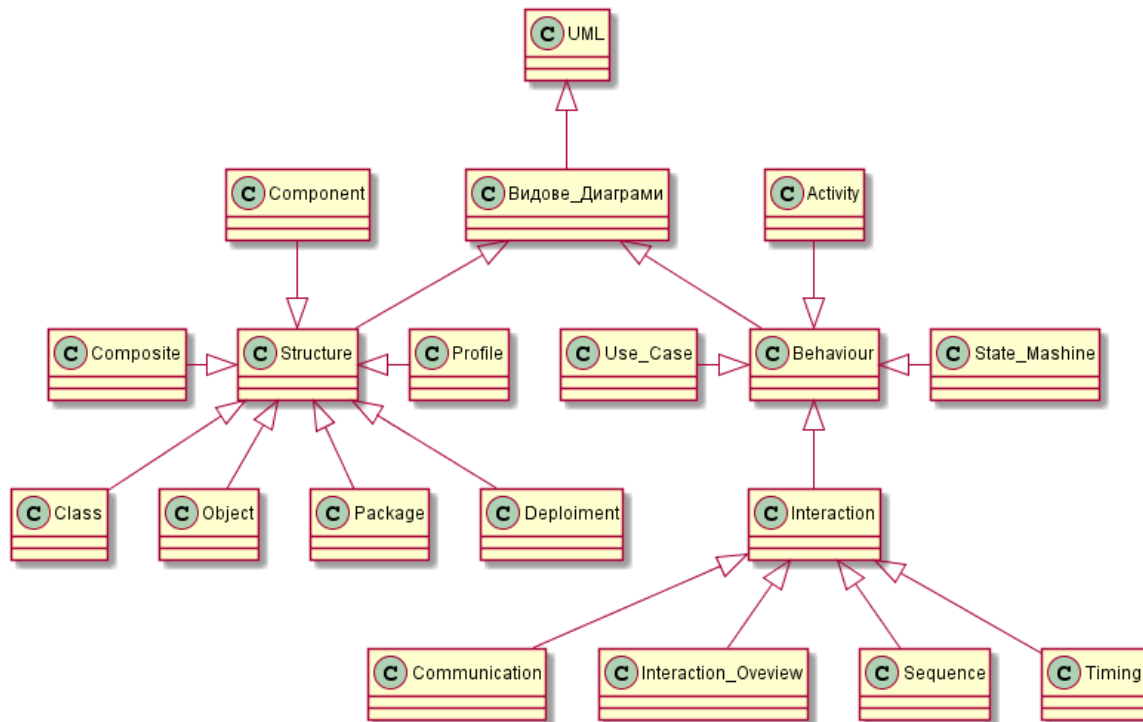 C UML
C Component
C Видове_Диаграми
C Activity
C Composite
C Structure
C Profile
C Use_Case
C Behaviour
C State_Mashine
C Class
C Object
C Package
C Deploiment
C Interaction
C Communication
C Interaction_Oveview
C Sequence
C Timing